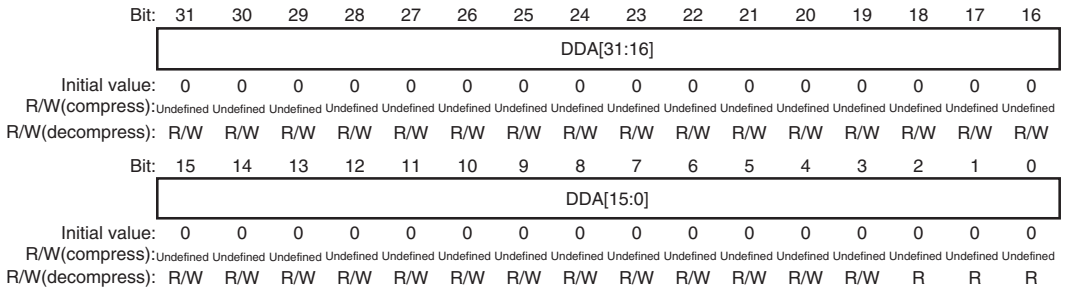 Bit: 31 30 29 28 27 26 25 24 23 22 21 20 19 18 17 16
DDA[31:16]
Initial value: 0 0 0 0 0 0 0 0 0 0 0 0 0 0 0 0
R/W(compress): Undefined Undefined Undefined Undefined Undefined Undefined Undefined Undefined Undefined Undefined Undefined Undefined Undefined Undefined Undefined Undefined
R/W(decompress): R/W R/W R/W R/W R/W R/W R/W R/W R/W R/W R/W R/W R/W R/W R/W R/W
Bit: 15 14 13 12 11 10 9 8 7 6 5 4 3 2 1 0
DDA[15:0]
Initial value: 0 0 0 0 0 0 0 0 0 0 0 0 0 0 0 0
R/W(compress): Undefined Undefined Undefined Undefined Undefined Undefined Undefined Undefined Undefined Undefined Undefined Undefined Undefined Undefined Undefined Undefined
R/W(decompress): R/W R/W R/W R/W R/W R/W R/W R/W R/W R/W R/W R/W R/W R R R